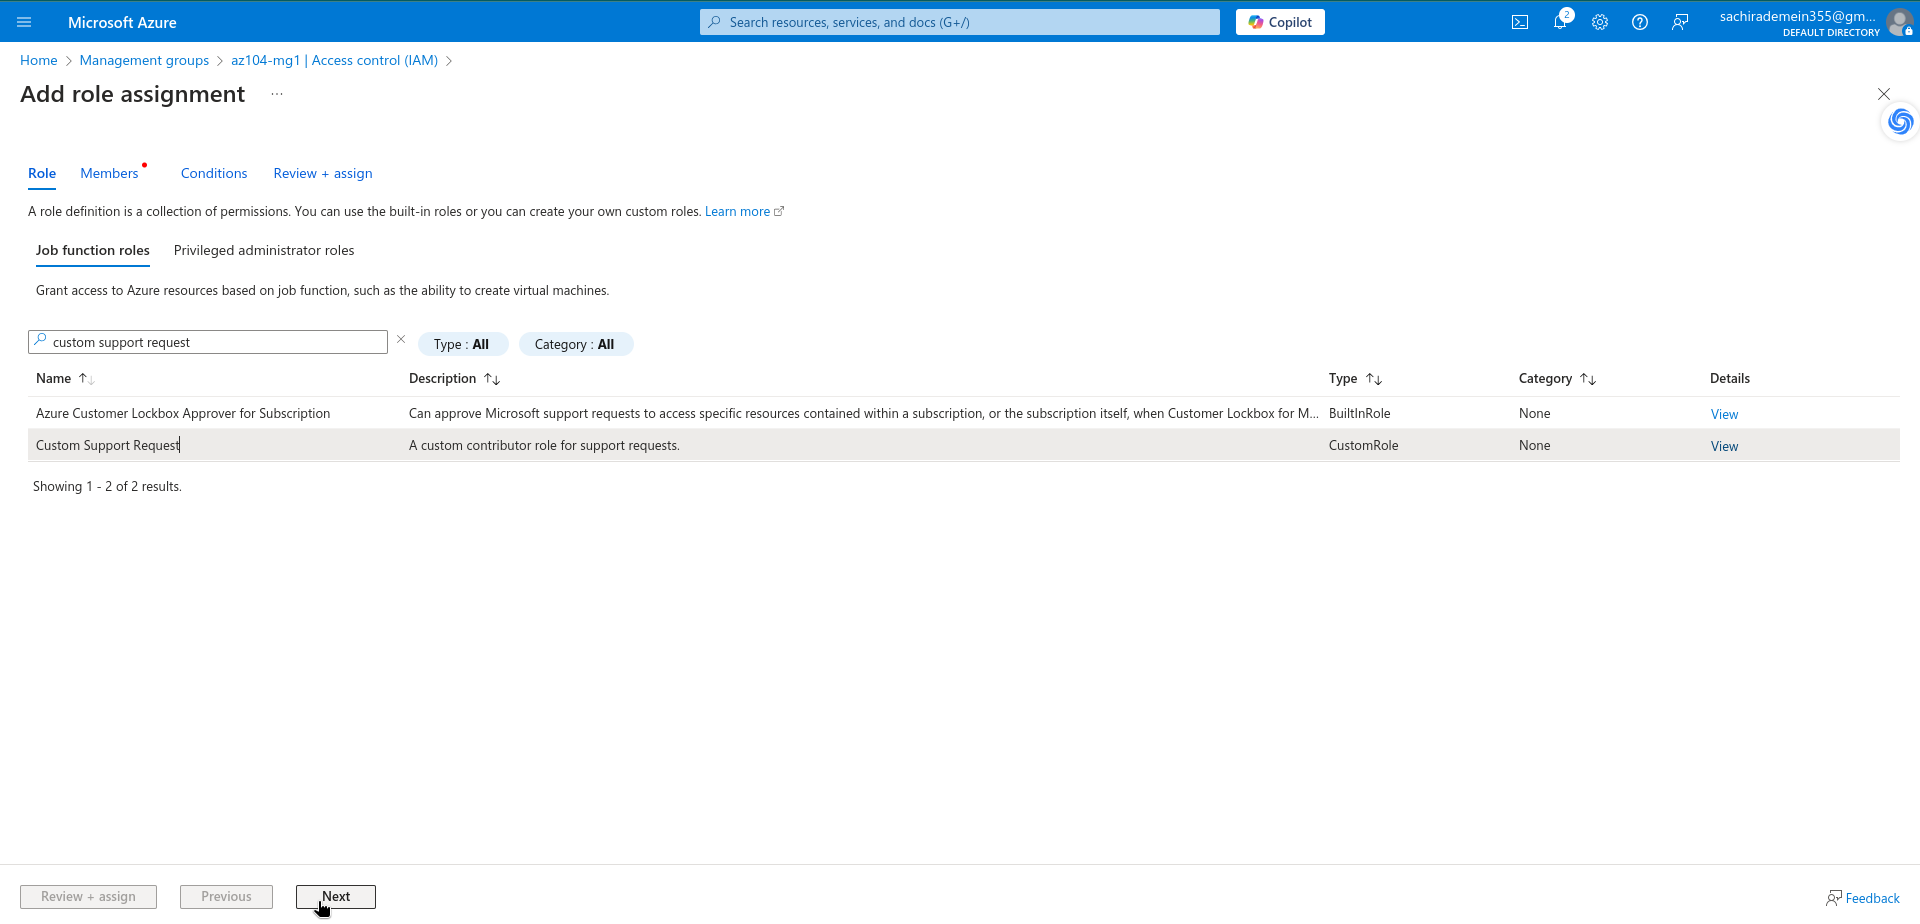 Microsoft Azure
Search resources, services, and docs (G+/)
Copilot
2
sachirademein355@gm...
DEFAULT DIRECTORY
Home > Management groups > az104-mg1 | Access control (IAM) >
Add role assignment ...
Role Members Conditions Review + assign
A role definition is a collection of permissions. You can use the built-in roles or you can create your own custom roles. Learn more
Job function roles Privileged administrator roles
Grant access to Azure resources based on job function, such as the ability to create virtual machines.
custom support request Type : All Category : All
Name Description Type Category Details
Azure Customer Lockbox Approver for Subscription Can approve Microsoft support requests to access specific resources contained within a subscription, or the subscription itself, when Customer Lockbox for M... BuiltInRole None View
Custom Support Request A custom contributor role for support requests. CustomRole None View
Showing 1 - 2 of 2 results.
Review + assign Previous Next Feedback